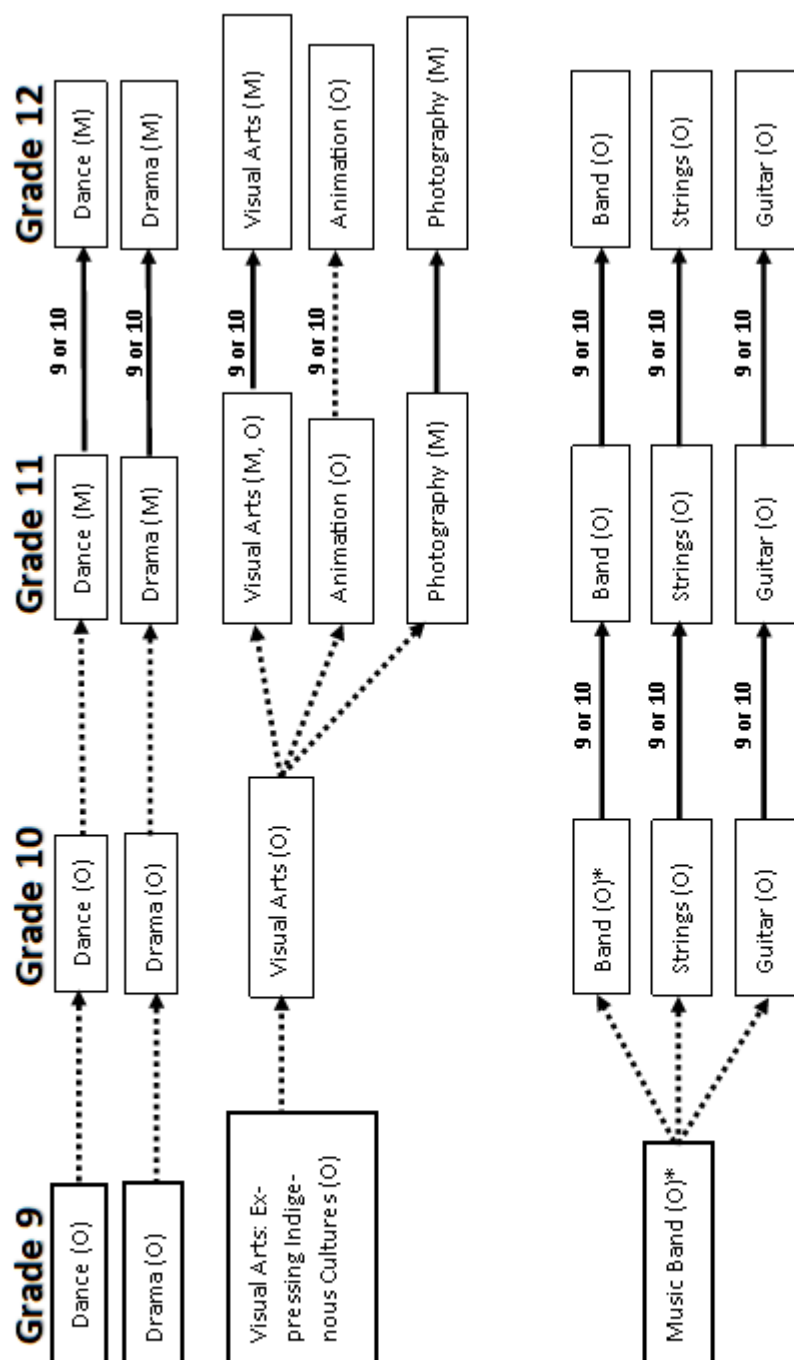 Grade 9
Grade 10
Grade 11
Grade 12
Dance (O)
Dance (O)
Dance (M)
9 or 10
Dance (M)
Drama (O)
Drama (O)
Drama (M)
9 or 10
Drama (M)
Visual Arts: Ex-
pressing Indige-
nous Cultures (O)
Visual Arts (O)
Visual Arts (M, O)
9 or 10
Visual Arts (M)
Animation (O)
9 or 10
Animation (O)
Photography (M)
Photography (M)
Music Band (O)*
Band (O)*
9 or 10
Band (O)
9 or 10
Band (O)
Strings (O)
9 or 10
Strings (O)
9 or 10
Strings (O)
Guitar (O)
9 or 10
Guitar (O)
9 or 10
Guitar (O)